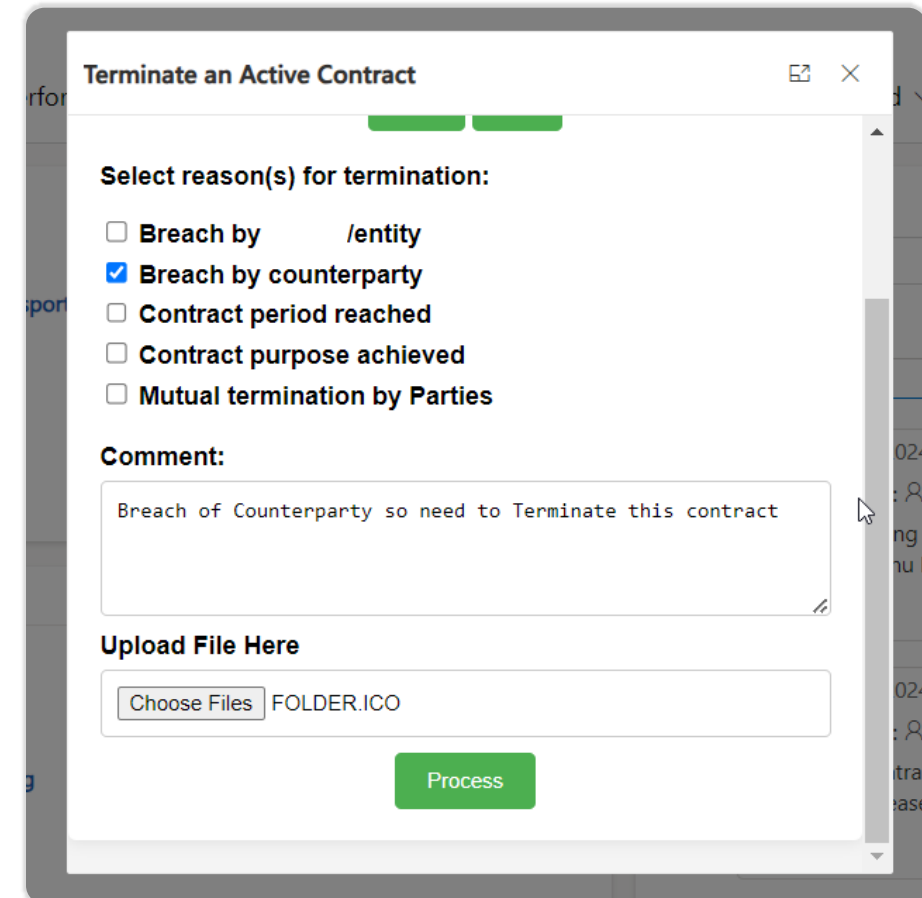 Terminate an Active Contract
Select reason(s) for termination:
Breach by /entity
Breach by counterparty
Contract period reached
Contract purpose achieved
Mutual termination by Parties
Comment:
Breach of Counterparty so need to Terminate this contract
Upload File Here
Choose Files FOLDER.ICO
Process